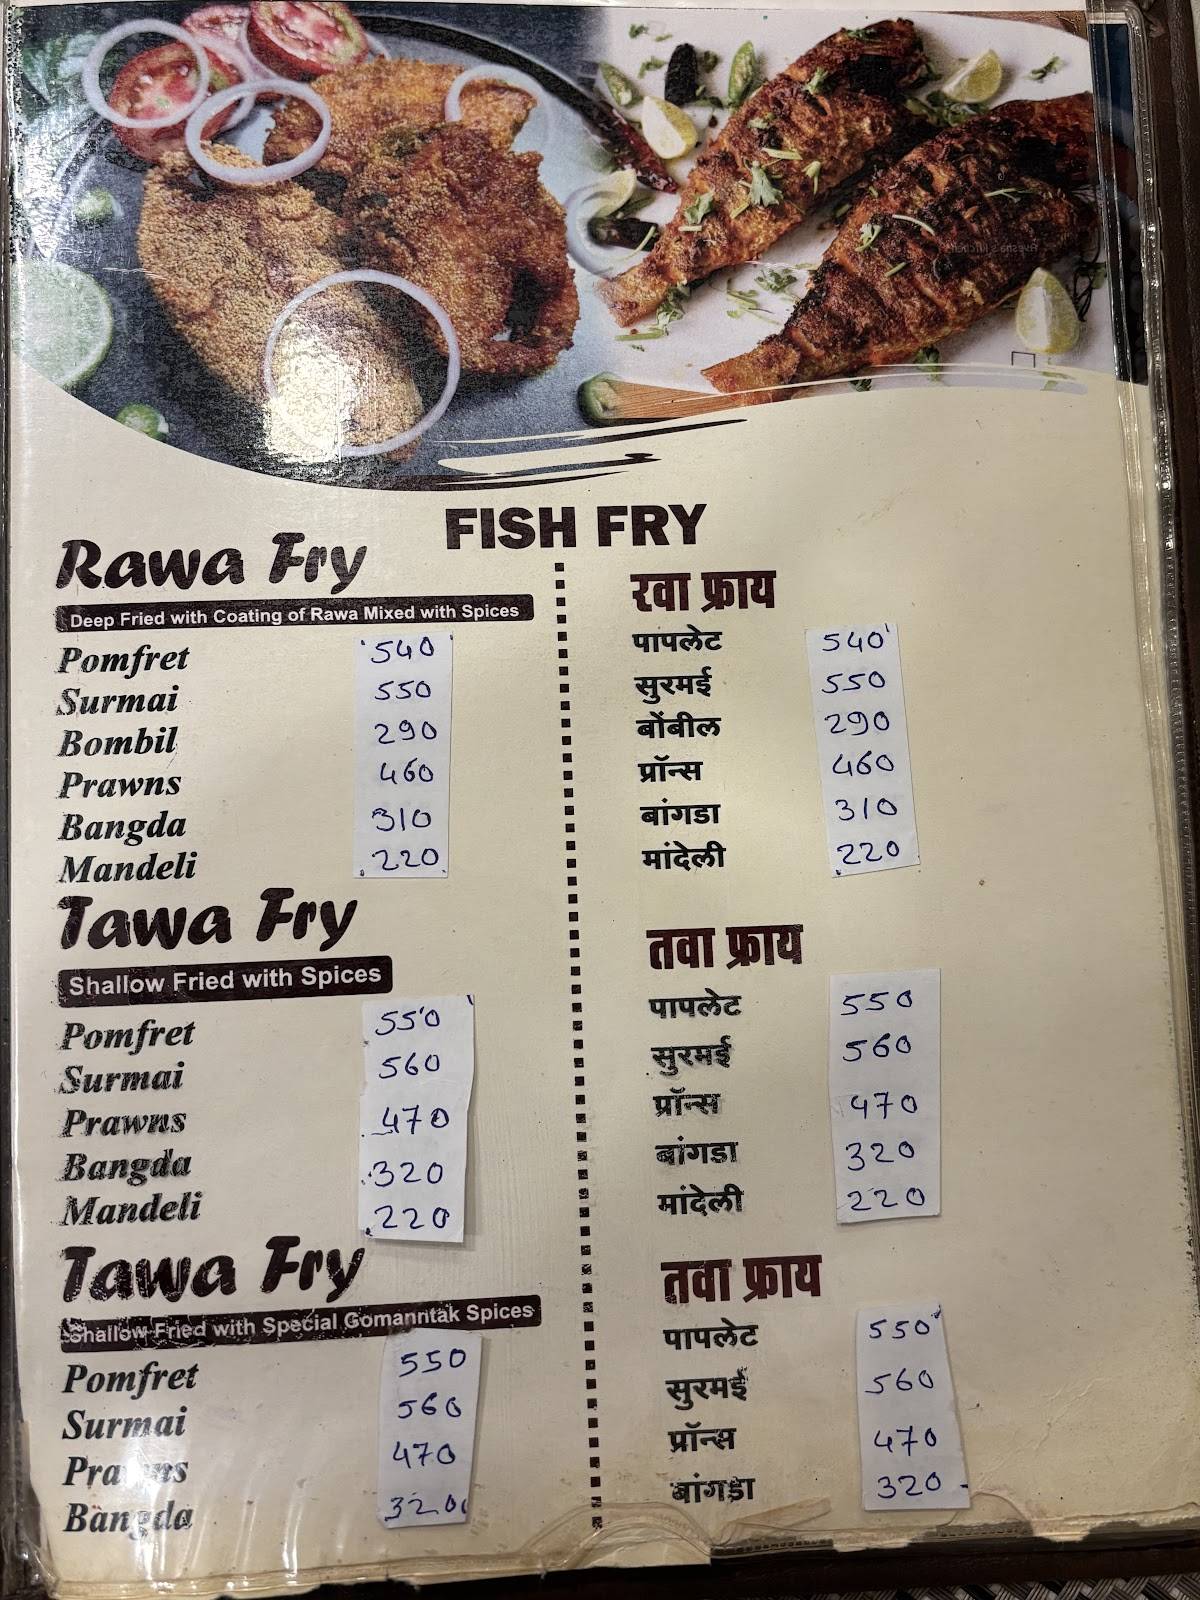 FISH FRY
Rawa Fry
Deep Fried with Coating of Rawa Mixed with Spices
Pomfret 540
Surmai 550
Bombil 290
Prawns 460
Bangda 310
Mandeli 220
Tawa Fry
Shallow Fried with Spices
Pomfret 550
Surmai 560
Prawns 470
Bangda 320
Mandeli 220
Tawa Fry
Shallow Fried with Special Gomanntak Spices
Pomfret 550
Surmai 560
Prawns 470
Bangda 320
रवा फ्राय
पापलेट 540
सुरमई 550
बोंबील 290
प्रॉन्स 460
बांगडा 310
मांदेली 220
तवा फ्राय
पापलेट 550
सुरमई 560
प्रॉन्स 470
बांगडा 320
मांदेली 220
तवा फ्राय
पापलेट 550
सुरमई 560
प्रॉन्स 470
बांगडा 320